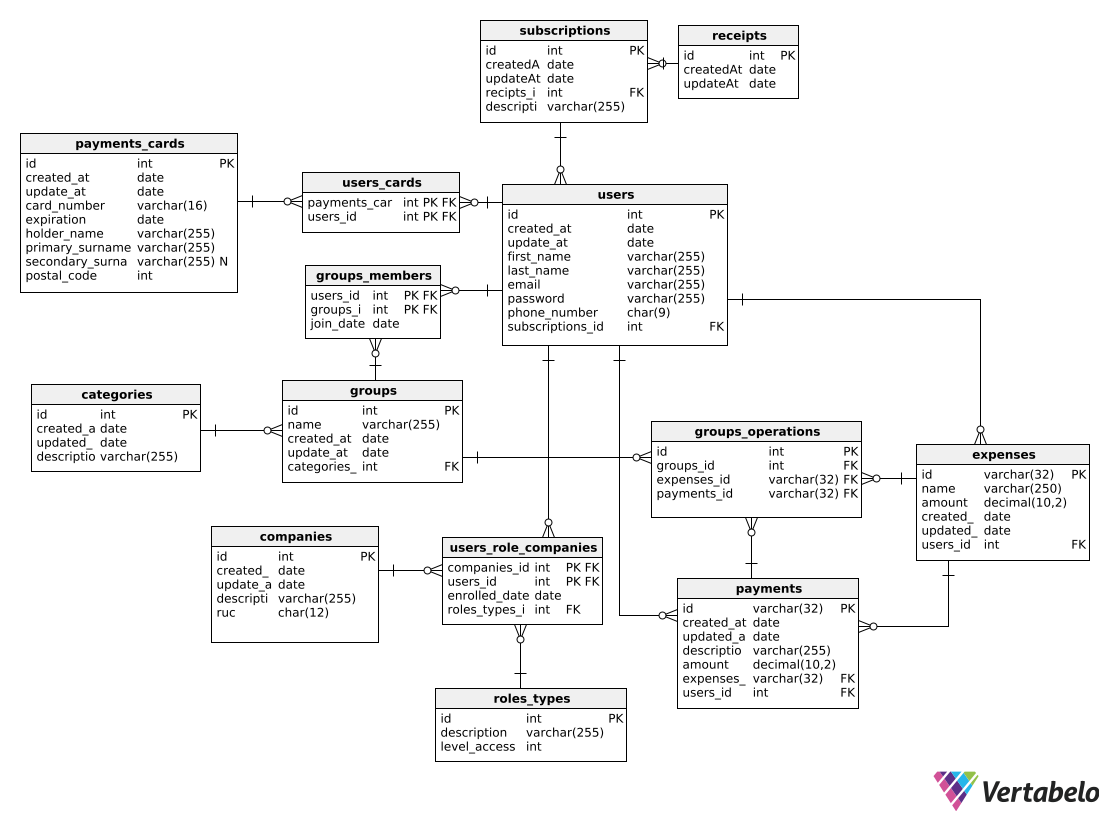 subscriptions
id int PK
createdA date
updateAt date
recipts_i int FK
descripti varchar(255)
receipts
id int PK
createdAt date
updateAt date
payments_cards
id int PK
created_at date
update_at date
card_number varchar(16)
expiration date
holder_name varchar(255)
primary_surname varchar(255)
secondary_surna varchar(255) N
postal_code int
users_cards
payments_car int PK FK
users_id int PK FK
users
id int PK
created_at date
update_at date
first_name varchar(255)
last_name varchar(255)
email varchar(255)
password varchar(255)
phone_number char(9)
subscriptions_id int FK
groups_members
users_id int PK FK
groups_i int PK FK
join_date date
categories
id int PK
created_a date
updated_ date
descriptio varchar(255)
groups
id int PK
name varchar(255)
created_at date
update_at date
categories_ int FK
groups_operations
id int PK
groups_id int FK
expenses_id varchar(32) FK
payments_id varchar(32) FK
expenses
id varchar(32) PK
name varchar(250)
amount decimal(10,2)
created_ date
updated_ date
users_id int FK
companies
id int PK
created_ date
update_a date
descripti varchar(255)
ruc char(12)
users_role_companies
companies_id int PK FK
users_id int PK FK
enrolled_date date
roles_types_i int FK
payments
id varchar(32) PK
created_at date
updated_a date
descriptio varchar(255)
amount decimal(10,2)
expenses_ varchar(32) FK
users_id int FK
roles_types
id int PK
description varchar(255)
level_access int
Vertabelo